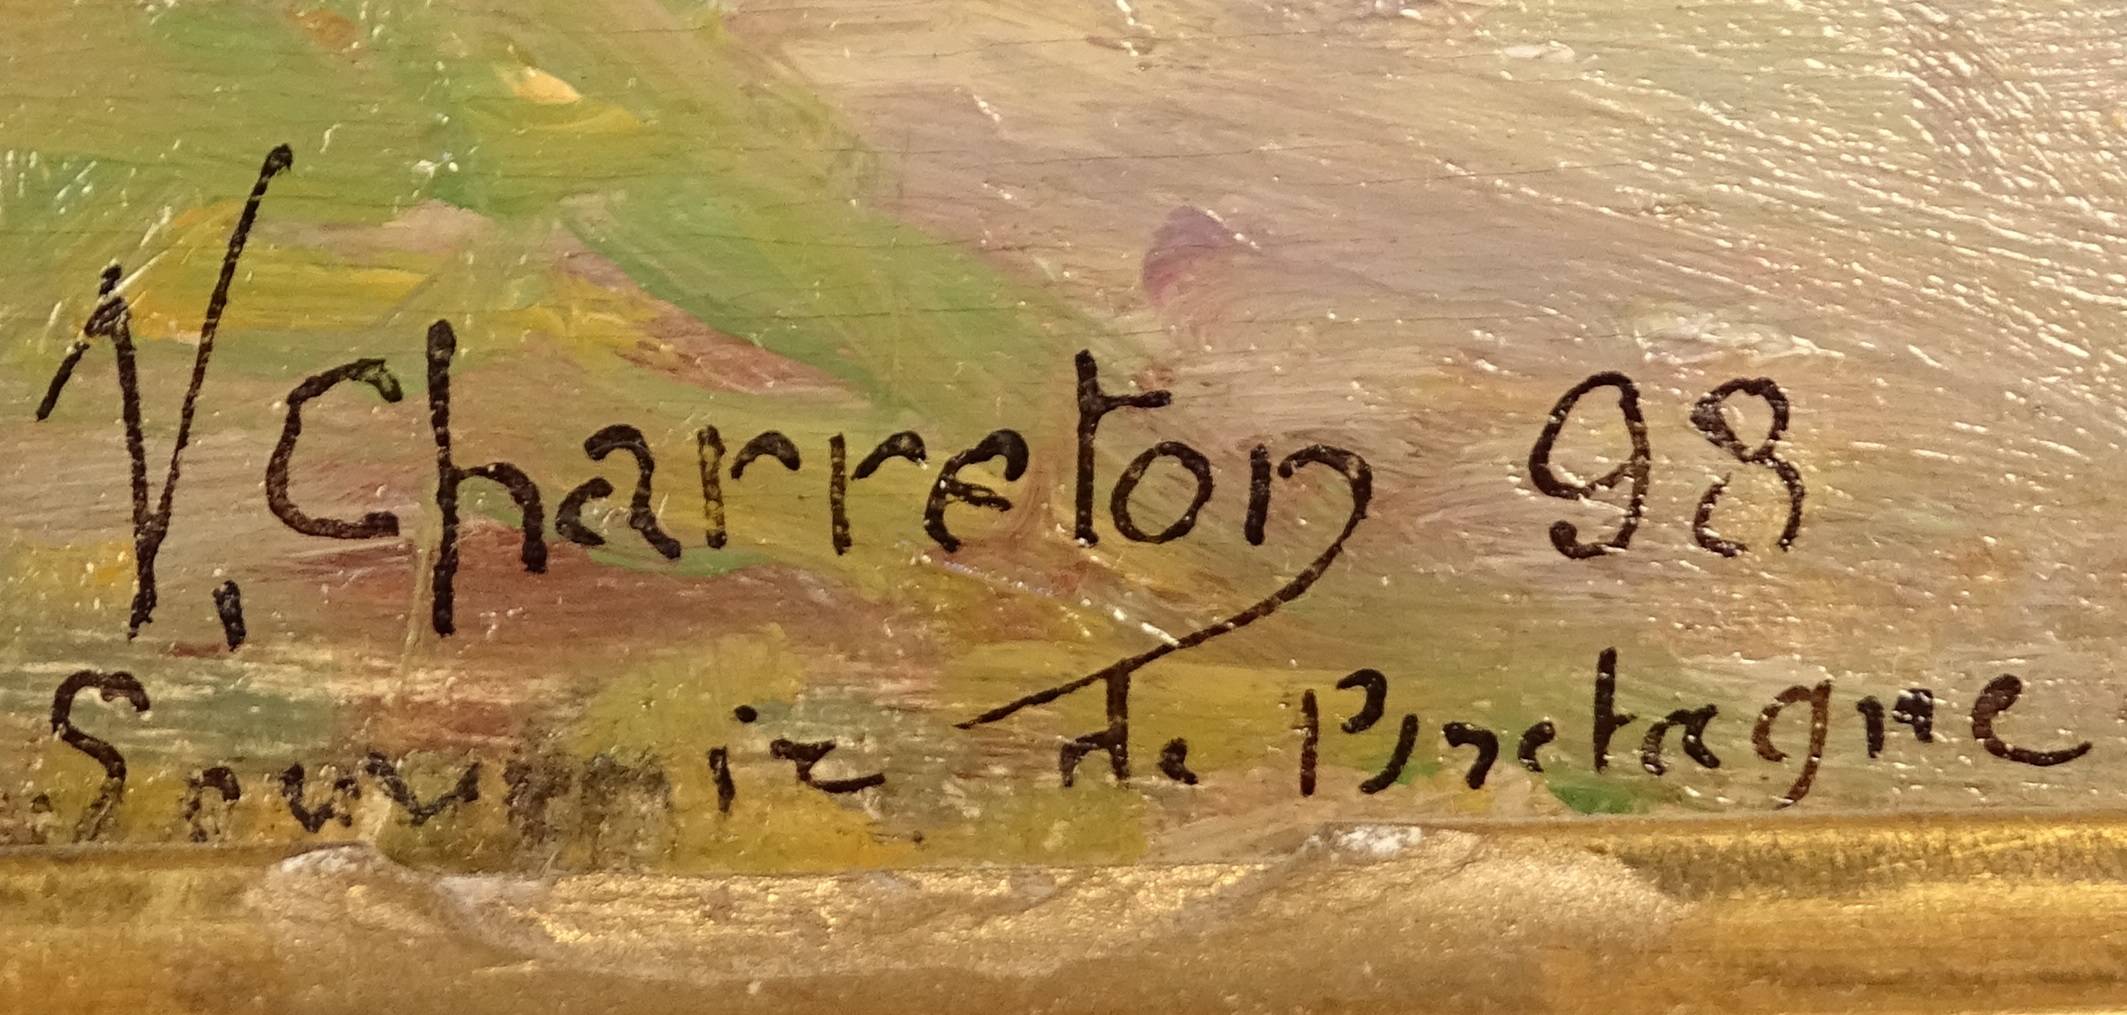 V. Charreton 98
Souvenir de Bretagne